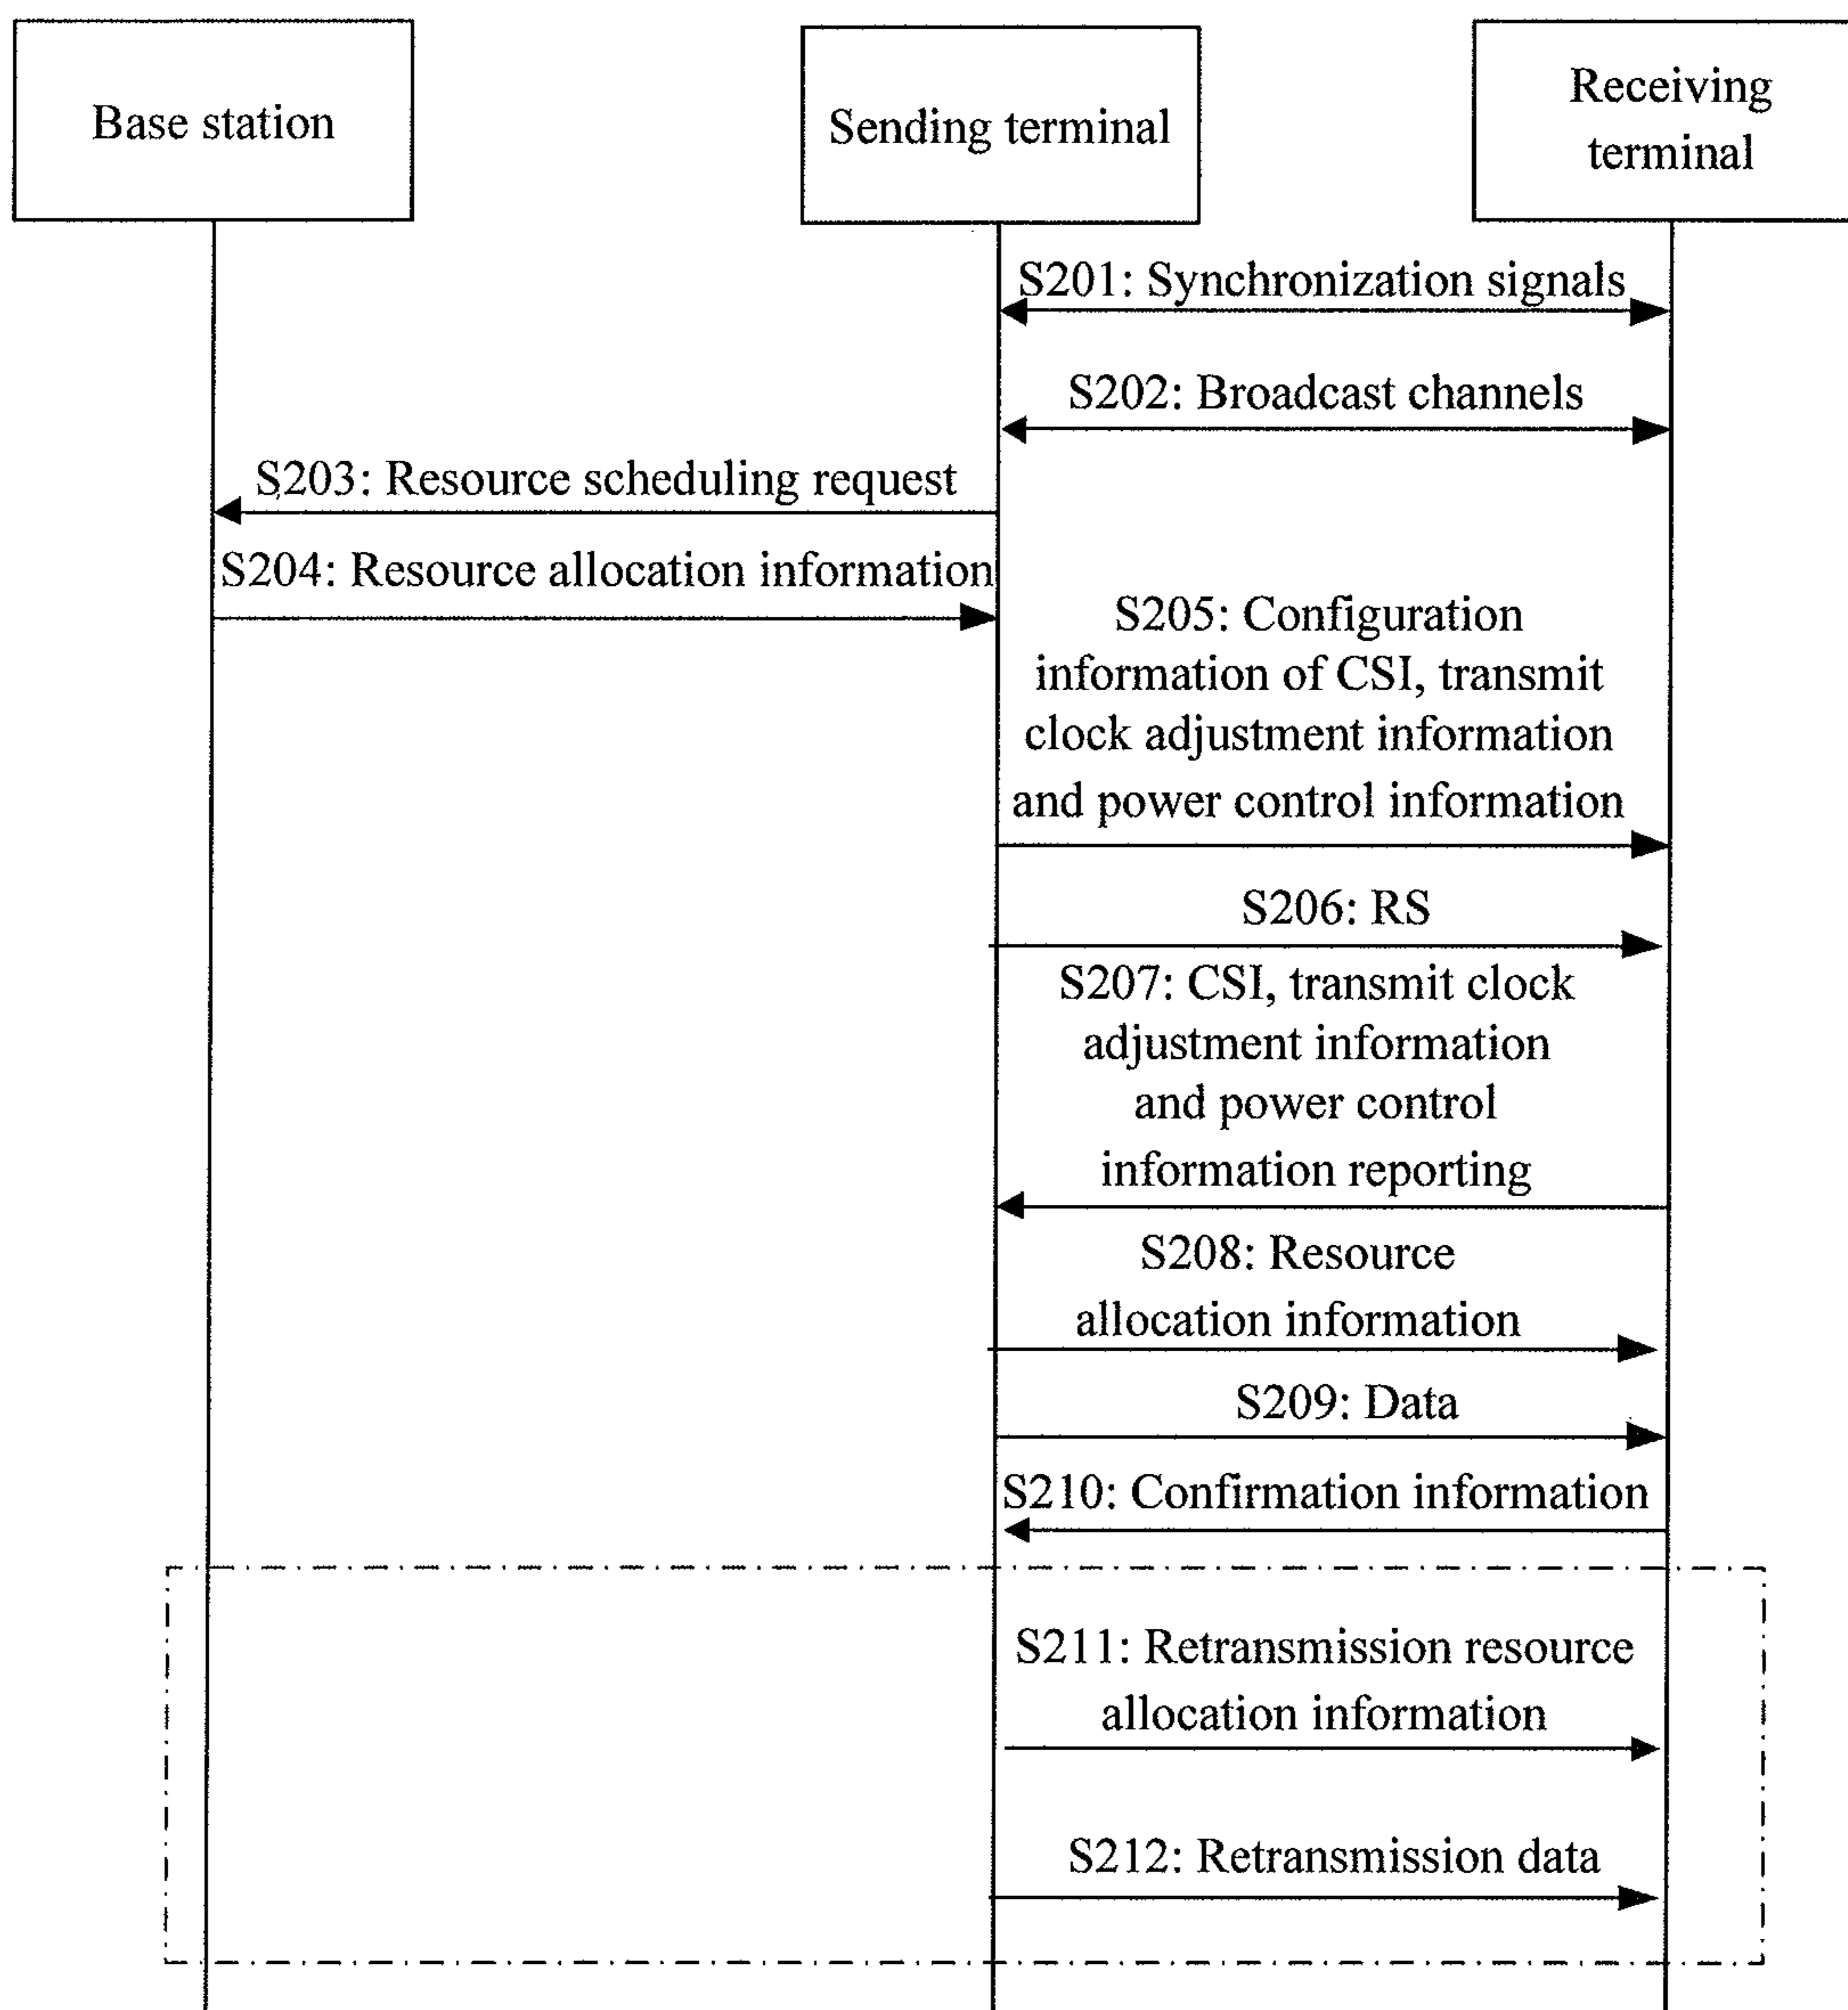 Base station
Sending terminal
Receiving
terminal
S201: Synchronization signals
S202: Broadcast channels
S203: Resource scheduling request
S204: Resource allocation information
S205: Configuration
information of CSI, transmit
clock adjustment information
and power control information
S206: RS
S207: CSI, transmit clock
adjustment information
and power control
information reporting
S208: Resource
allocation information
S209: Data
S210: Confirmation information
S211: Retransmission resource
allocation information
S212: Retransmission data